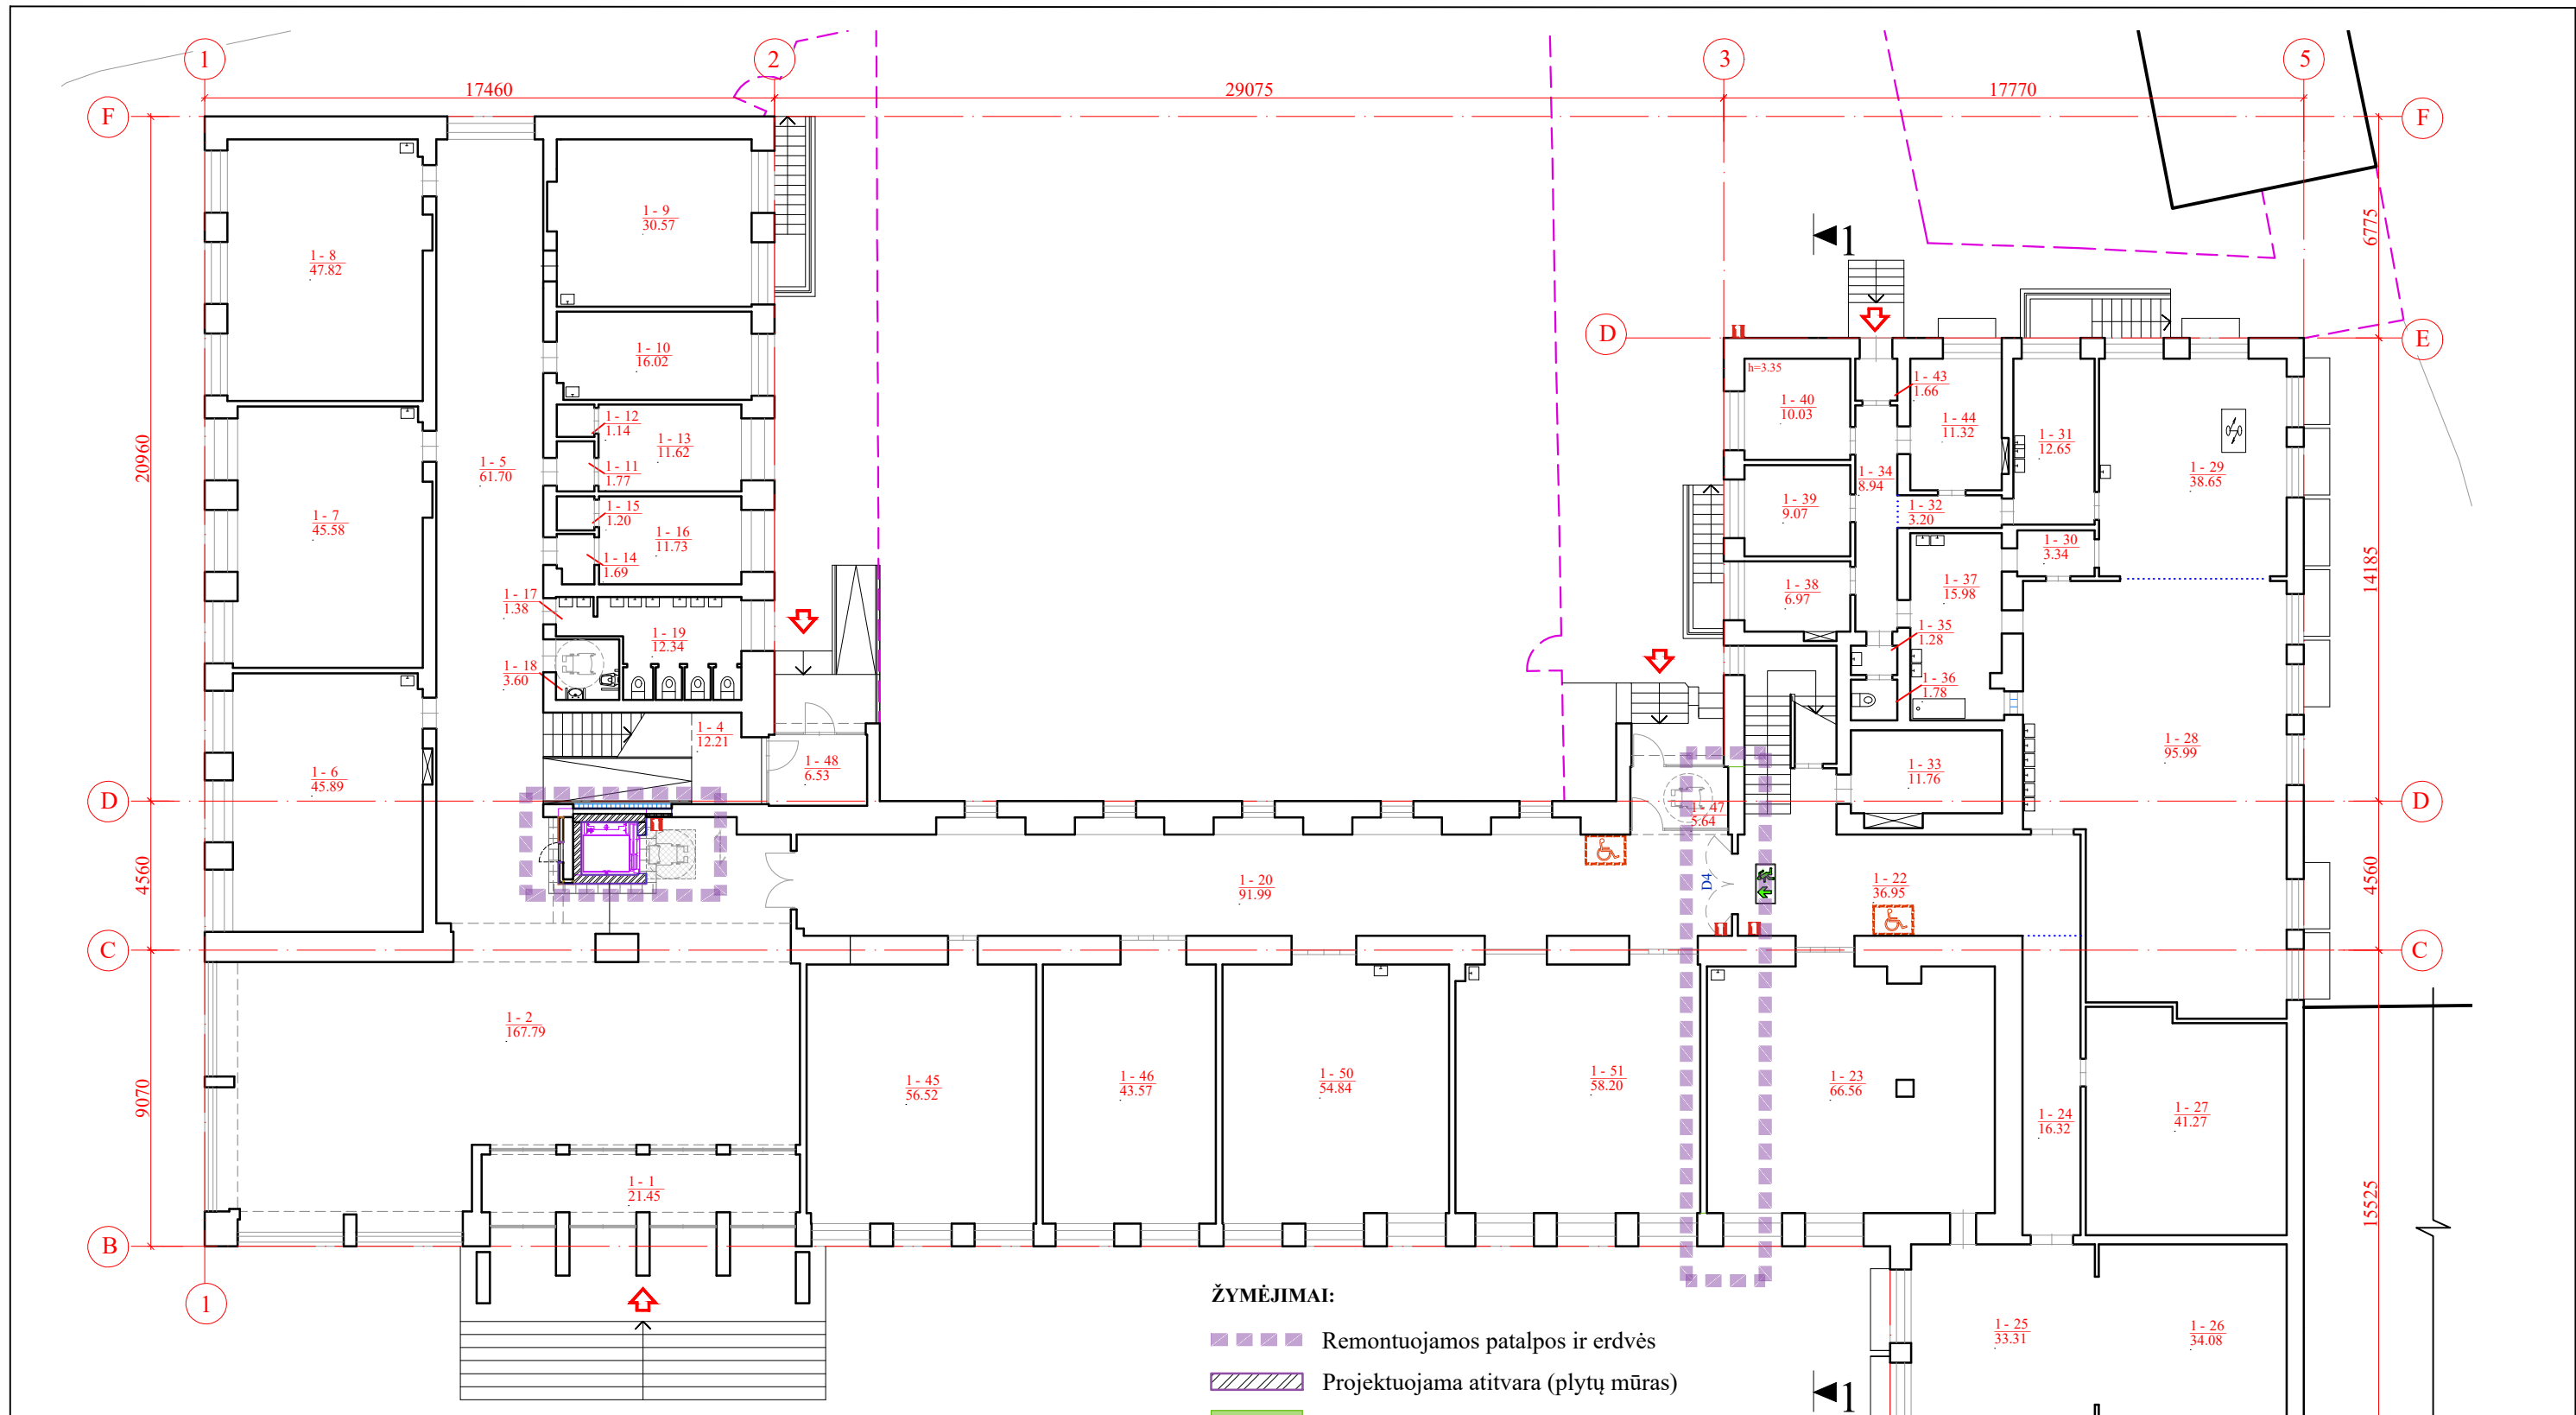 1
2
3
5
17460
29075
17770
F
F
1 - 9
30.57
6775
1
1 - 8
47.82
D
E
1 - 10
16.02
h=3.35
1 - 43
1.66
1 - 40
10.03
1 - 12
1.14
1 - 13
11.62
1 - 44
11.32
1 - 31
12.65
20960
1 - 5
61.70
1 - 11
1.77
1 - 34
8.94
1 - 29
38.65
1 - 15
1.20
1 - 39
9.07
1 - 32
3.20
1 - 7
45.58
1 - 16
11.73
1 - 30
3.34
1 - 14
1.69
1 - 37
15.98
14185
1 - 38
6.97
1 - 17
1.38
1 - 19
12.34
1 - 35
1.28
1 - 18
3.60
1 - 36
1.78
1 - 4
12.21
1 - 28
95.99
1 - 48
6.53
1 - 6
45.89
1 - 33
11.76
D
D
1 - 47
5.64
4560
1 - 20
91.99
D4
1 - 22
36.95
4560
C
C
1 - 2
167.79
1 - 45
56.52
1 - 46
43.57
1 - 50
54.84
1 - 51
58.20
1 - 23
66.56
9070
1 - 24
16.32
1 - 27
41.27
1 - 1
21.45
15525
B
1
ŽYMĖJIMAI:
Remontuojamos patalpos ir erdvės
1 - 25
33.31
1 - 26
34.08
Projektuojama atitvara (plytų mūras)
1